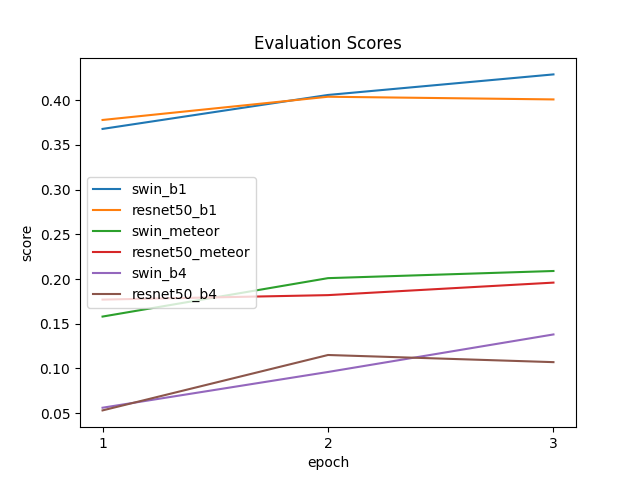 Evaluation Scores
score
0.40
0.35
0.30
0.25
0.20
0.15
0.10
0.05
swin_b1
resnet50_b1
swin_meteor
resnet50_meteor
swin_b4
resnet50_b4
1 2 3
epoch